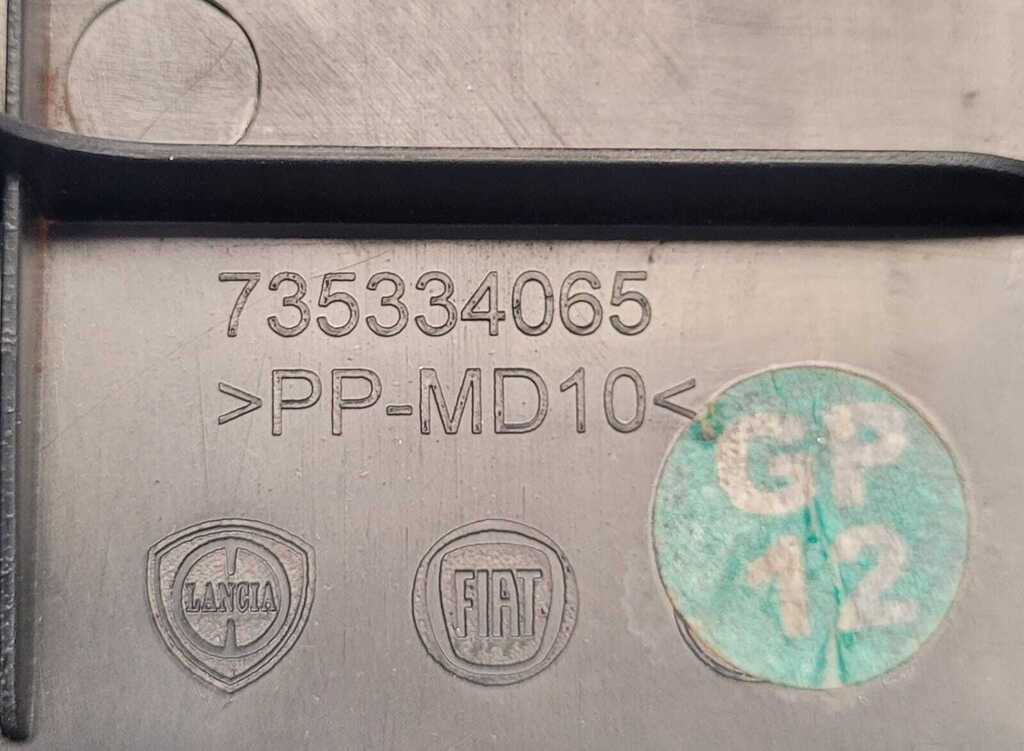 735334065
>PP-MD10<
GP
12
LANCIA
FIAT